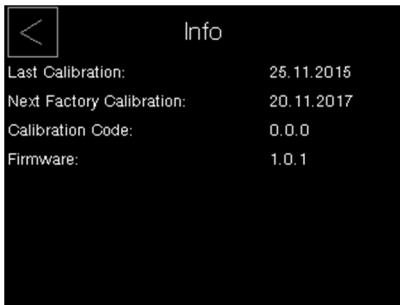 Info
Last Calibration: 25.11.2015
Next Factory Calibration: 20.11.2017
Calibration Code: 0.0.0
Firmware: 1.0.1